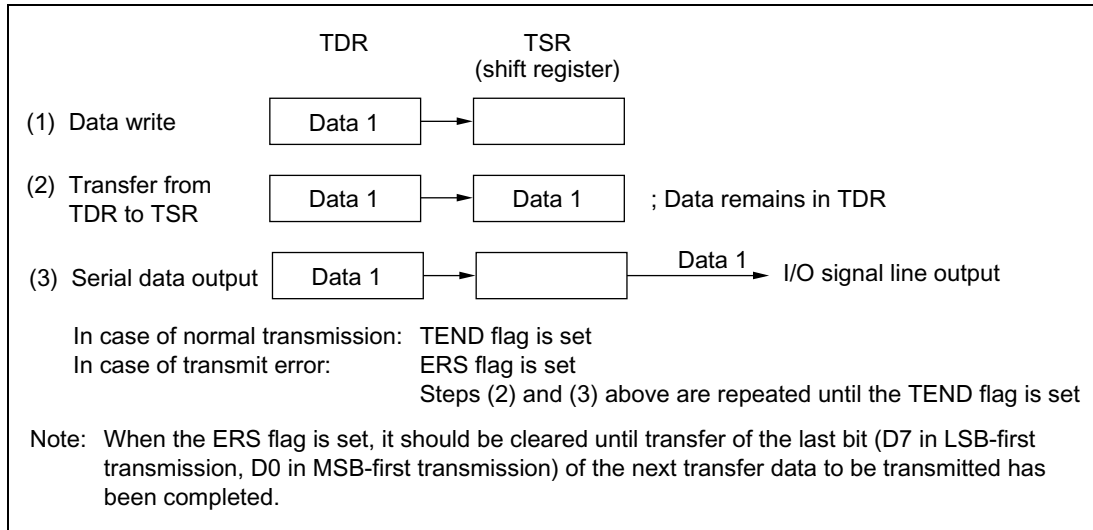 TDR TSR
(shift register)
(1) Data write Data 1
(2) Transfer from
TDR to TSR Data 1 Data 1 ; Data remains in TDR
(3) Serial data output Data 1 Data 1 I/O signal line output
In case of normal transmission: TEND flag is set
In case of transmit error: ERS flag is set
Steps (2) and (3) above are repeated until the TEND flag is set
Note: When the ERS flag is set, it should be cleared until transfer of the last bit (D7 in LSB-first
transmission, D0 in MSB-first transmission) of the next transfer data to be transmitted has
been completed.